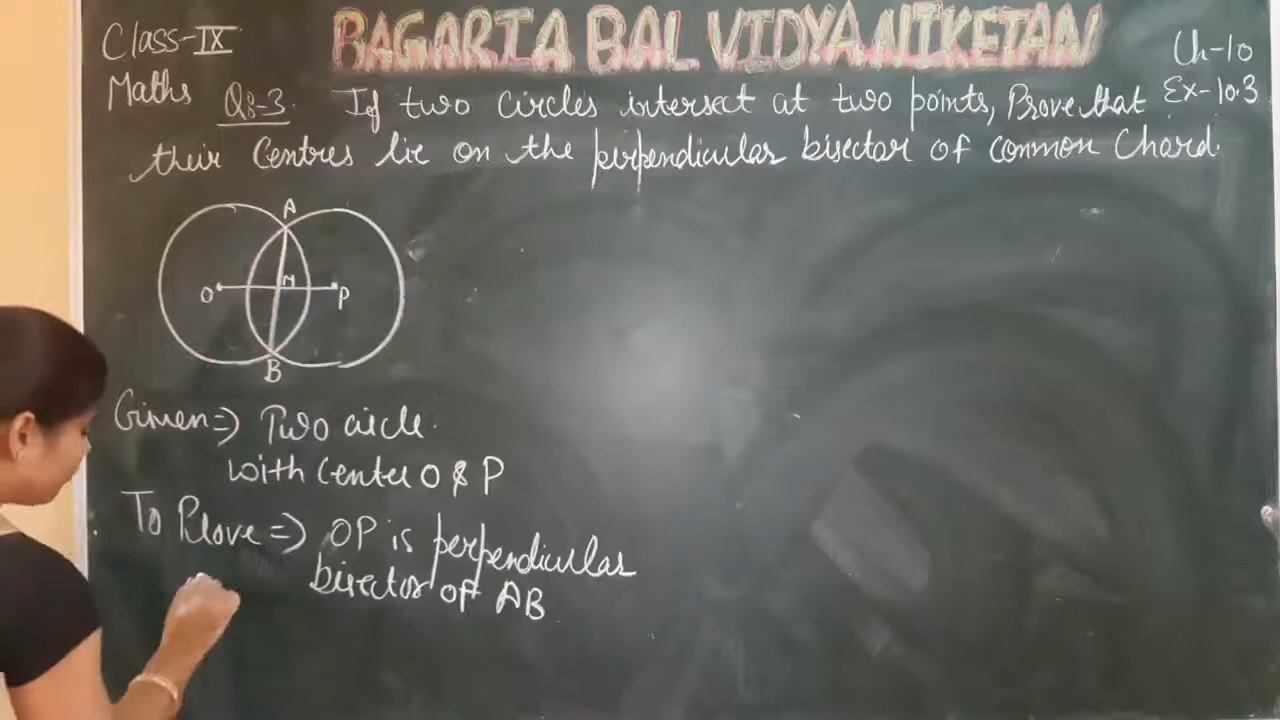 BAGARIA BAL VIDYA NIKETAN
Class-IX
Maths
Ch-10
Ex-10.3
Q:-3. If two circles intersect at two points, Prove that
their Centres lie on the perpendicular bisector of common Chord.
A
O M P
B
Given=> Two circle.
with Center O & P
To Prove=> OP is perpendicular
bisector of AB